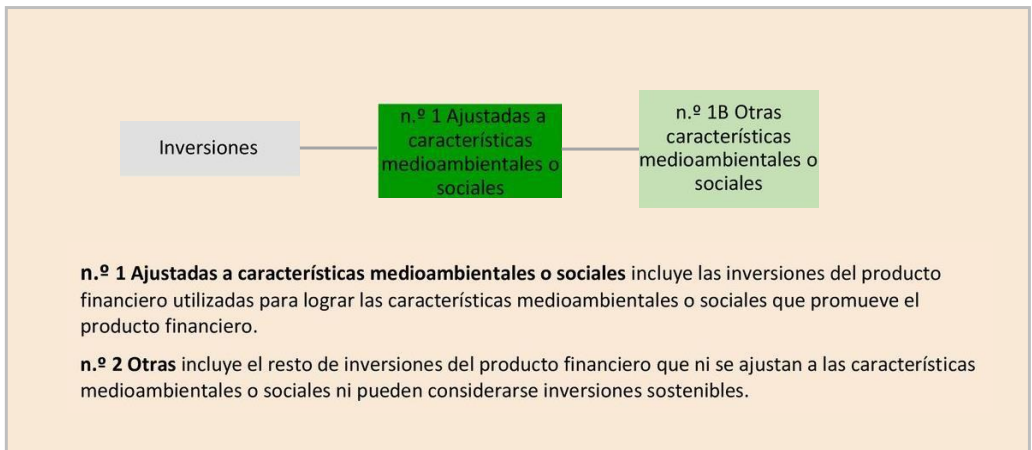 Inversiones
n.º 1 Ajustadas a
características
medioambientales o
sociales
n.º 1B Otras
características
medioambientales o
sociales
n.º 1 Ajustadas a características medioambientales o sociales incluye las inversiones del producto
financiero utilizadas para lograr las características medioambientales o sociales que promueve el
producto financiero.
n.º 2 Otras incluye el resto de inversiones del producto financiero que ni se ajustan a las características
medioambientales o sociales ni pueden considerarse inversiones sostenibles.